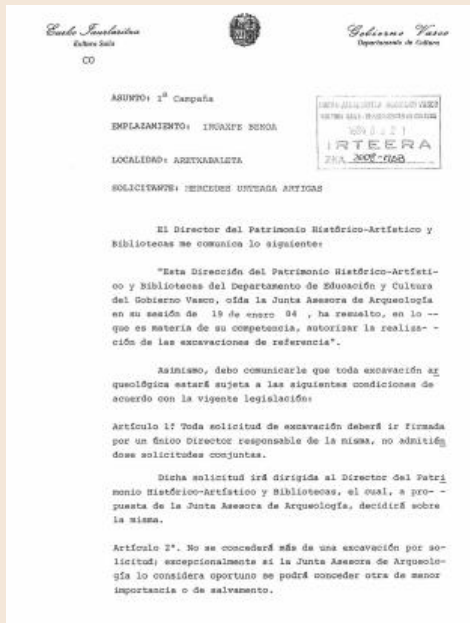 Eusko Jaurlaritza
Kultura Saila
Gobierno Vasco
Departamento de Cultura
CO
ASUNTO: 1ª Campaña
EMPLAZAMIENTO:
IRTEERA
LOCALIDAD: ARETXABALETA
SOLICITANTE: MERCEDES URTEAGA ARTIGAS
El Director del Patrimonio Histórico-Artístico y
Bibliotecas me comunica lo siguiente:
"Esta Dirección del Patrimonio Histórico-Artísti-
co y Bibliotecas del Departamento de Educación y Cultura
del Gobierno Vasco, oída la Junta Asesora de Arqueología
en su sesión de 19 de enero 84 , ha resuelto, en lo --
que es materia de su competencia, autorizar la realiza- -
ción de las excavaciones de referencia".
Asimismo, debo comunicarle que toda excavación ar
queológica estará sujeta a las siguientes condiciones de
acuerdo con la vigente legislación:
Artículo 1º Toda solicitud de excavación deberá ir firmada
por un único Director responsable de la misma, no admitién
dose solicitudes conjuntas.
Dicha solicitud irá dirigida al Director del Patri
monio Histórico-Artístico y Bibliotecas, el cual, a pro- -
puesta de la Junta Asesora de Arqueología, decidirá sobre
la misma.
Artículo 2º. No se concederá más de una excavación por so-
licitud; excepcionalmente si la Junta Asesora de Arqueolo-
gía lo considera oportuno se podrá conceder otra de menor
importancia o de salvamento.